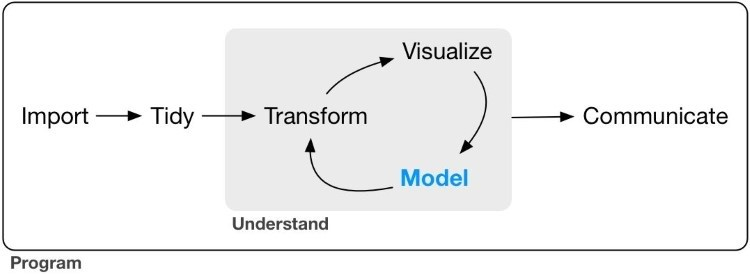 Visualize
Import
Tidy
Transform
Communicate
Model
Understand
Program